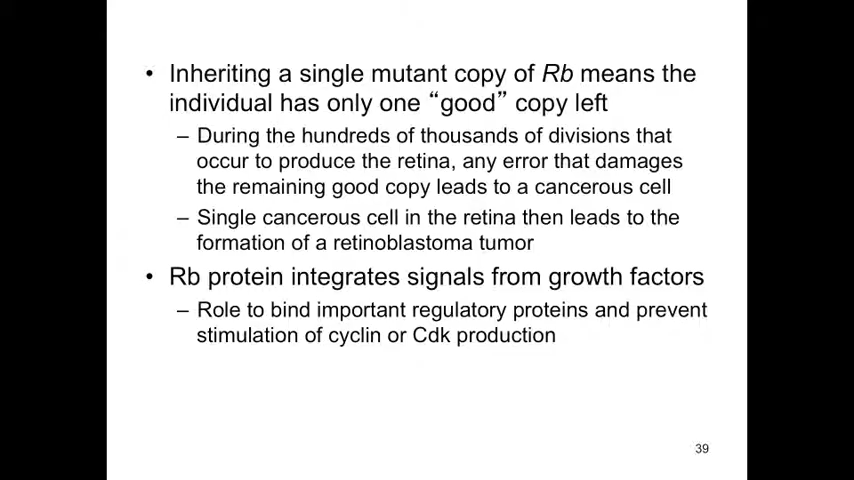 • Inheriting a single mutant copy of Rb means the
individual has only one “good” copy left
– During the hundreds of thousands of divisions that
occur to produce the retina, any error that damages
the remaining good copy leads to a cancerous cell
– Single cancerous cell in the retina then leads to the
formation of a retinoblastoma tumor
• Rb protein integrates signals from growth factors
– Role to bind important regulatory proteins and prevent
stimulation of cyclin or Cdk production
39